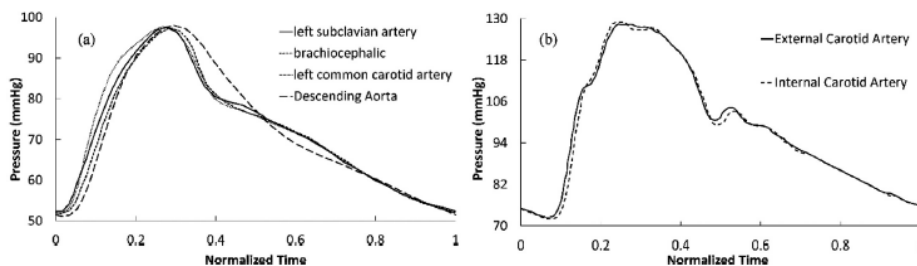 (a)
Pressure (mmHg)
100
90
80
70
60
50
0
0.2
0.4
0.6
0.8
1
Normalized Time
left subclavian artery
brachiocephalic
left common carotid artery
Descending Aorta
(b)
Pressure (mmHg)
130
118
106
94
82
70
0
0.2
0.4
0.6
0.8
Normalized Time
External Carotid Artery
Internal Carotid Artery